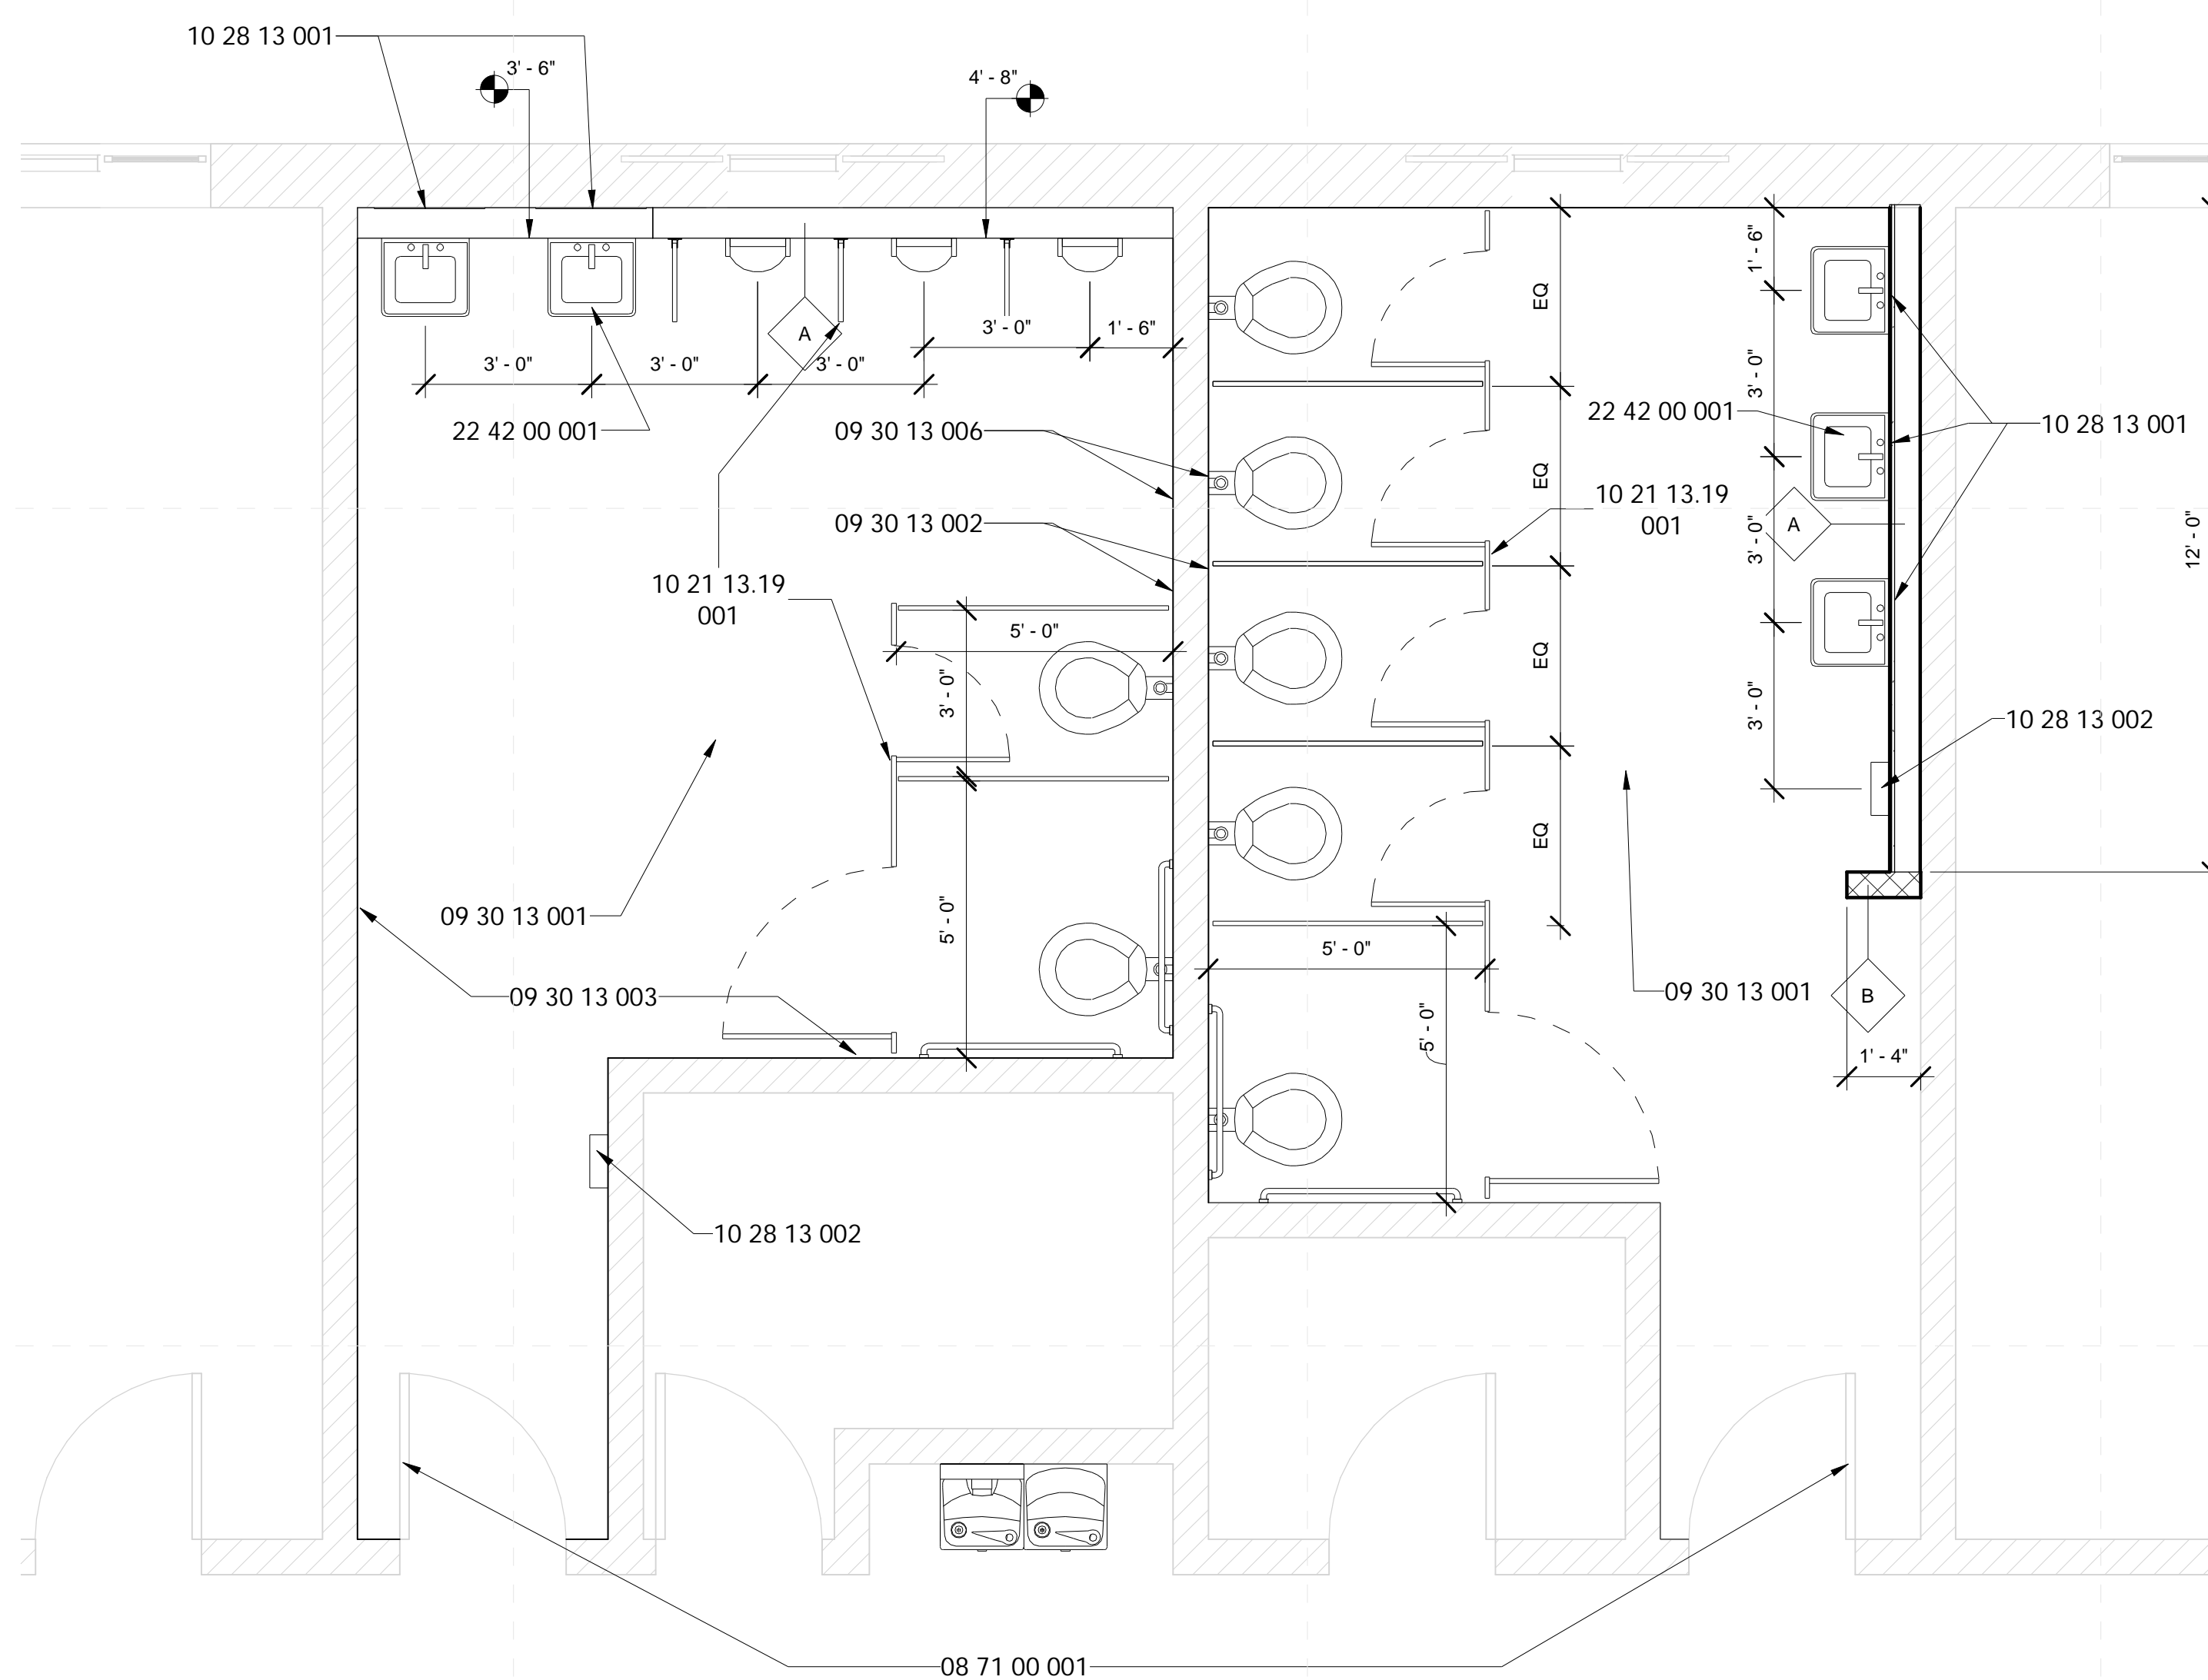 10 28 13 001
3' - 6"
4' - 8"
1' - 6"
EQ
3' - 0"
1' - 6"
A
3' - 0"
3' - 0"
3' - 0"
3' - 0"
22 42 00 001
09 30 13 006
22 42 00 001
10 28 13 001
EQ
10 21 13.19
001
09 30 13 002
A
3' - 0"
12' - 0"
10 21 13.19
001
5' - 0"
3' - 0"
EQ
3' - 0"
10 28 13 002
EQ
09 30 13 001
5' - 0"
5' - 0"
09 30 13 003
09 30 13 001
B
5' - 0"
1' - 4"
10 28 13 002
08 71 00 001